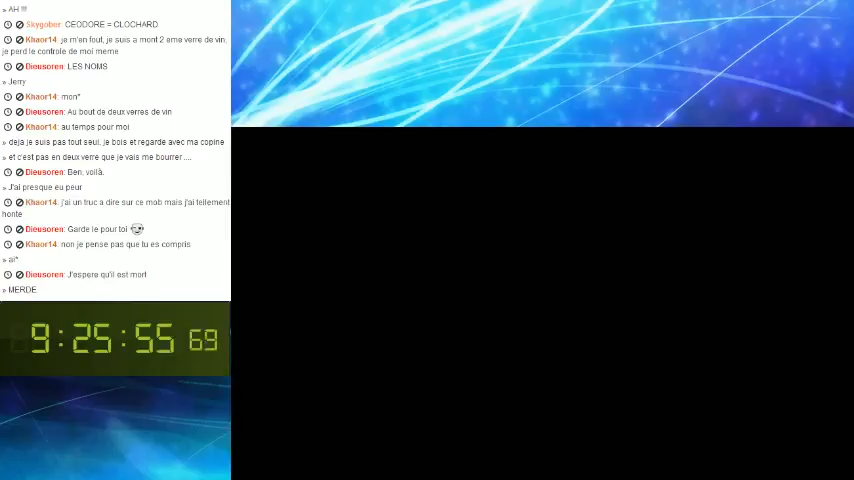 » AH !!!
Skygober: CEODORE = CLOCHARD
Khaor14: je m'en fout, je suis a mont 2 eme verre de vin,
je perd le controle de moi meme
Dieusoren: LES NOMS
» Jerry
Khaor14: mon*
Dieusoren: Au bout de deux verres de vin
Khaor14: au temps pour moi
» deja je suis pas tout seul, je bois et regarde avec ma copine
» et c'est pas en deux verre que je vais me bourrer ....
Dieusoren: Ben, voilà.
» J'ai presque eu peur
Khaor14: j'ai un truc a dire sur ce mob mais j'ai tellement
honte
Dieusoren: Garde le pour toi
Khaor14: non je pense pas que tu es compris
» ai*
Dieusoren: J'espere qu'il est mort
» MERDE
9:25:55 69